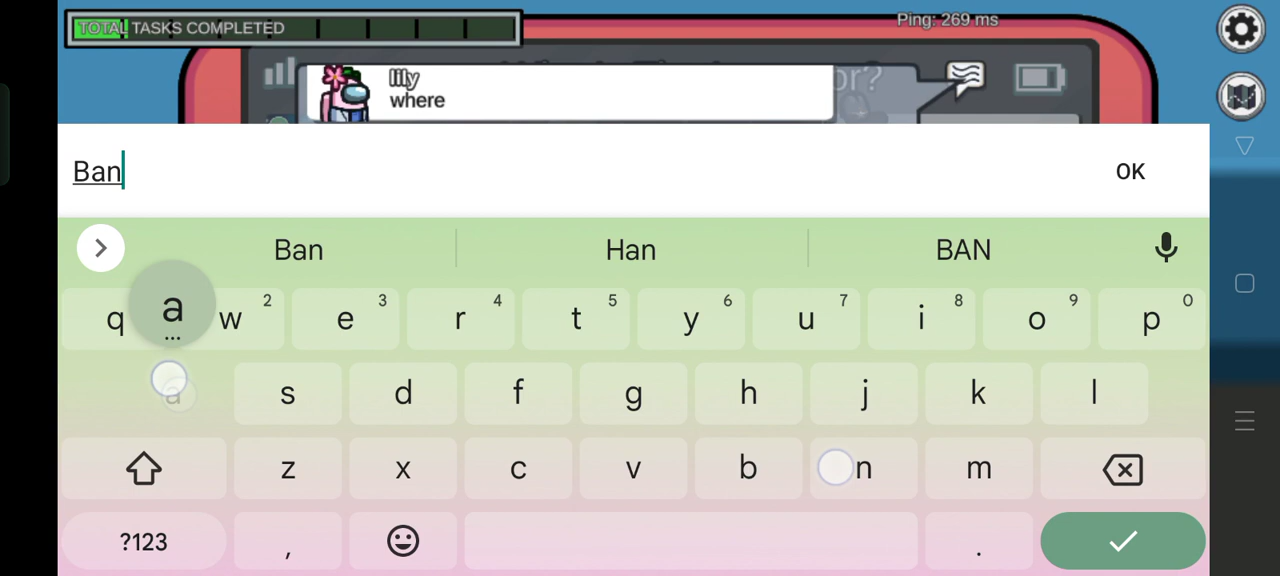 TOTAL TASKS COMPLETED
Ping: 269 ms
or?
lily
where
Ban
OK
Ban Han BAN
a
q w 2 e 3 r 4 t 5 y 6 u 7 i 8 o 9 p 0
a s d f g h j k l
z x c v b n m
?123 , .